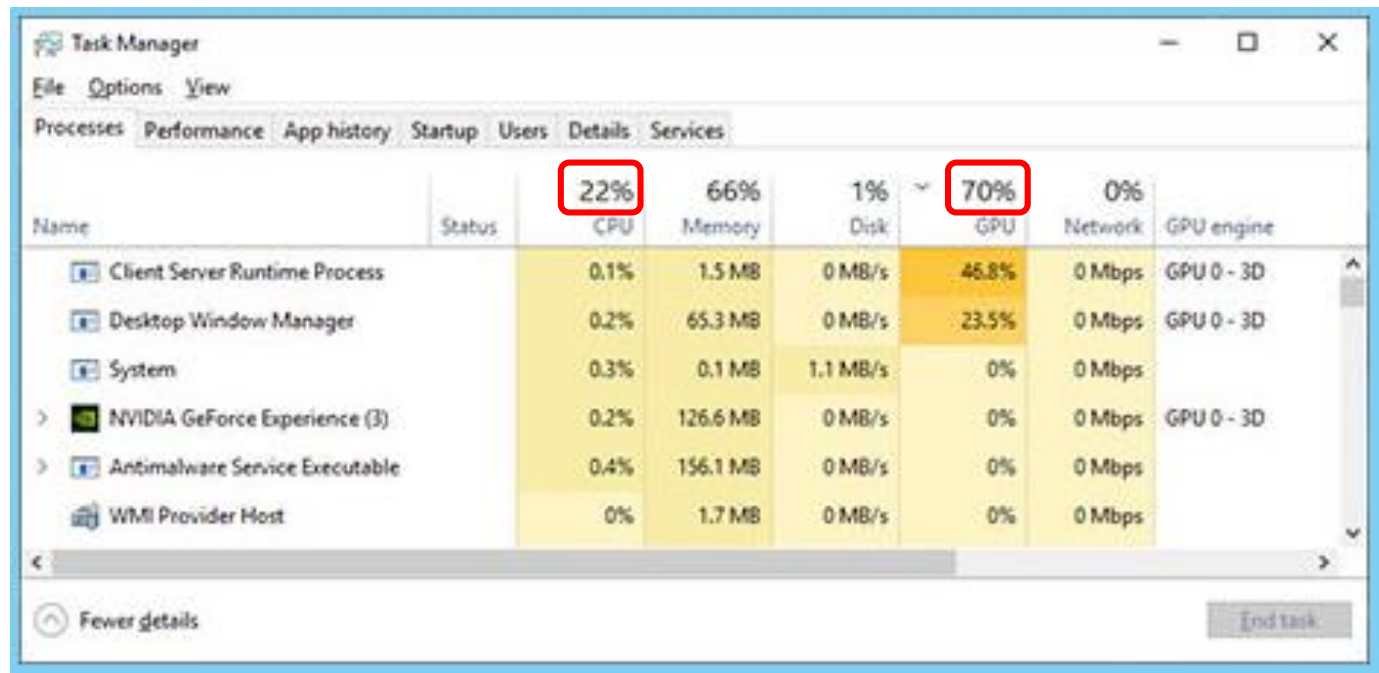 Task Manager
File Options View
Processes Performance App history Startup Users Details Services
22% 66% 1% 70% 0%
Name Status CPU Memory Disk GPU Network GPU engine
Client Server Runtime Process 0.1% 1.5 MB 0 MB/s 46.8% 0 Mbps GPU 0 - 3D
Desktop Window Manager 0.2% 65.3 MB 0 MB/s 23.5% 0 Mbps GPU 0 - 3D
System 0.3% 0.1 MB 1.1 MB/s 0% 0 Mbps
NVIDIA GeForce Experience (3) 0.2% 126.6 MB 0 MB/s 0% 0 Mbps GPU 0 - 3D
Antimalware Service Executable 0.4% 156.1 MB 0 MB/s 0% 0 Mbps
WMI Provider Host 0% 1.7 MB 0 MB/s 0% 0 Mbps
Fewer details End task